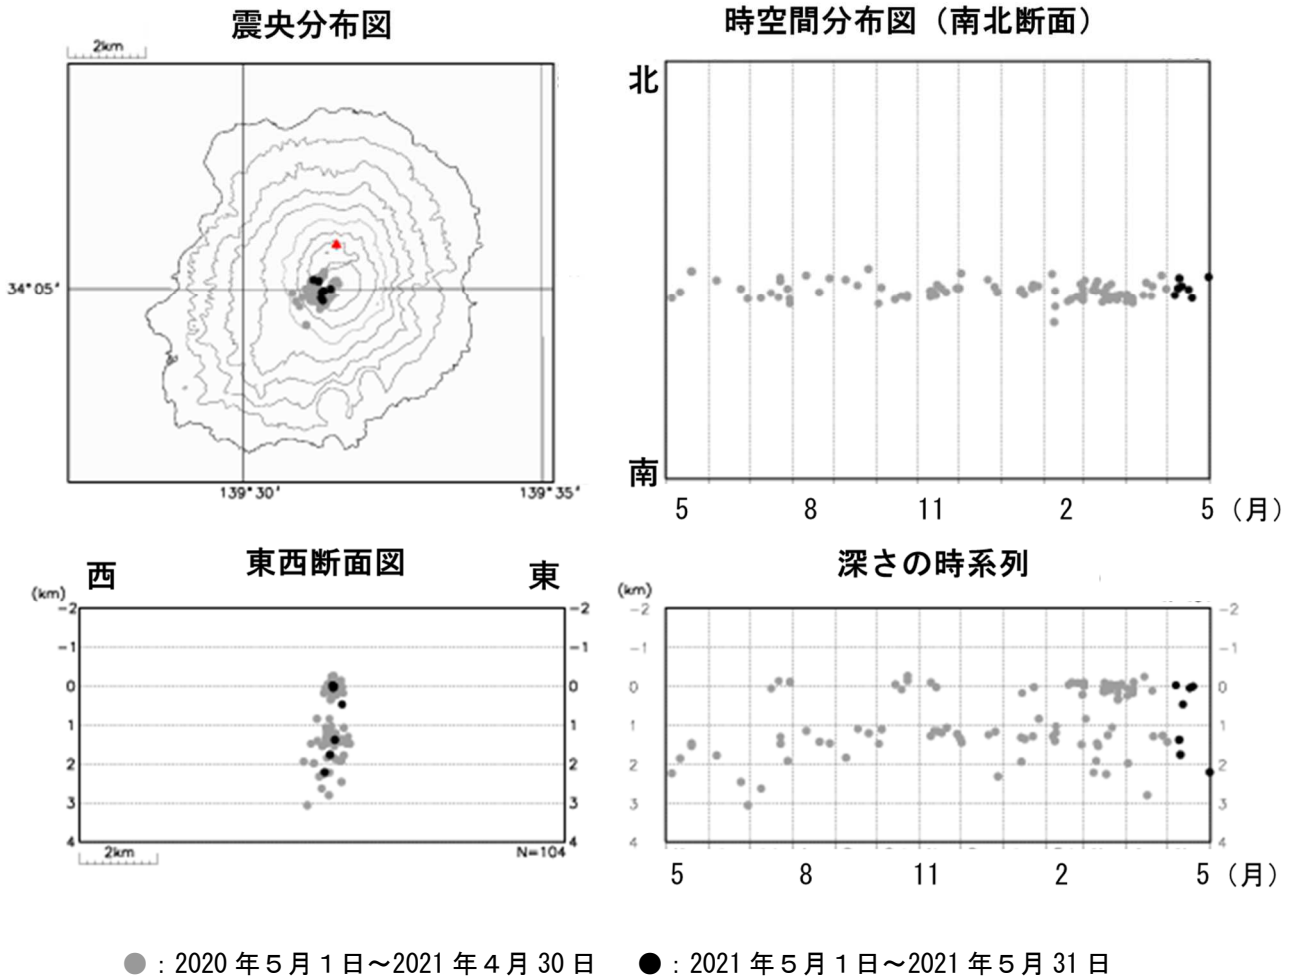 震央分布図
2km
34°05'
139°30'
139°35'
時空間分布図（南北断面）
北
南
5 8 11 2 5（月）
東西断面図
西 東
(km)
-2 -2
-1 -1
0 0
1 1
2 2
3 3
4 4
2km
N=104
深さの時系列
(km)
-2 -2
-1 -1
0 0
1 1
2 2
3 3
4 4
5 8 11 2 5（月）
●：2020年５月１日～2021年４月30日 ●：2021年５月１日～2021年５月31日